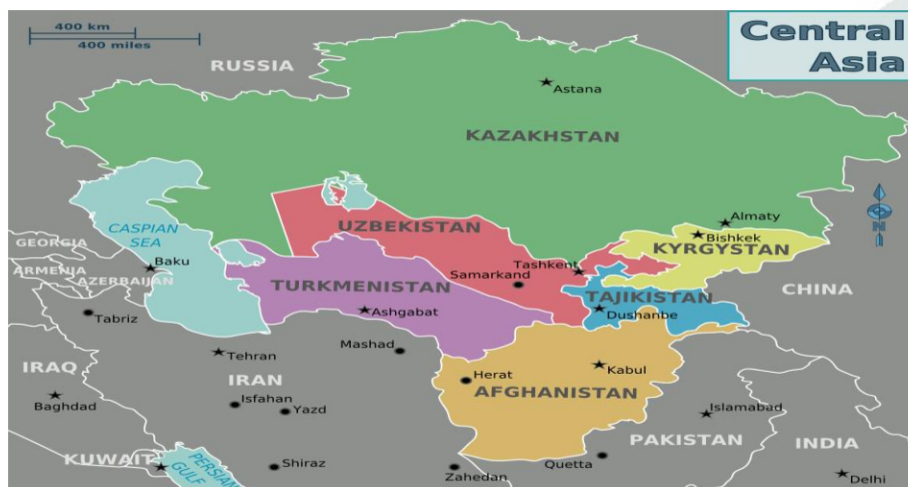 400 km
400 miles
Central
Asia
RUSSIA
Astana
KAZAKHSTAN
CASPIAN
SEA
UZBEKISTAN
Almaty
Bishkek
KYRGYSTAN
N
GEORGIA
ARMENIA
AZERBAIJAN
Baku
Tashkent
Samarkand
TURKMENISTAN
TAJIKISTAN
CHINA
Ashgabat
Dushanbe
Tabriz
Mashad
Tehran
IRAQ
IRAN
Herat
Kabul
AFGHANISTAN
Baghdad
Isfahan
Yazd
Islamabad
PAKISTAN
INDIA
KUWAIT
PERSIAN
GULF
Shiraz
Zahedan
Quetta
Delhi